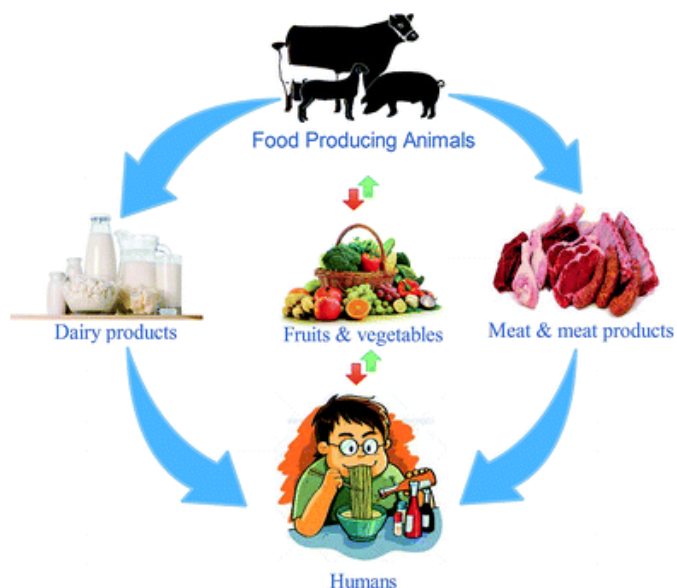 Food Producing Animals
Dairy products
Fruits & vegetables
Meat & meat products
Humans